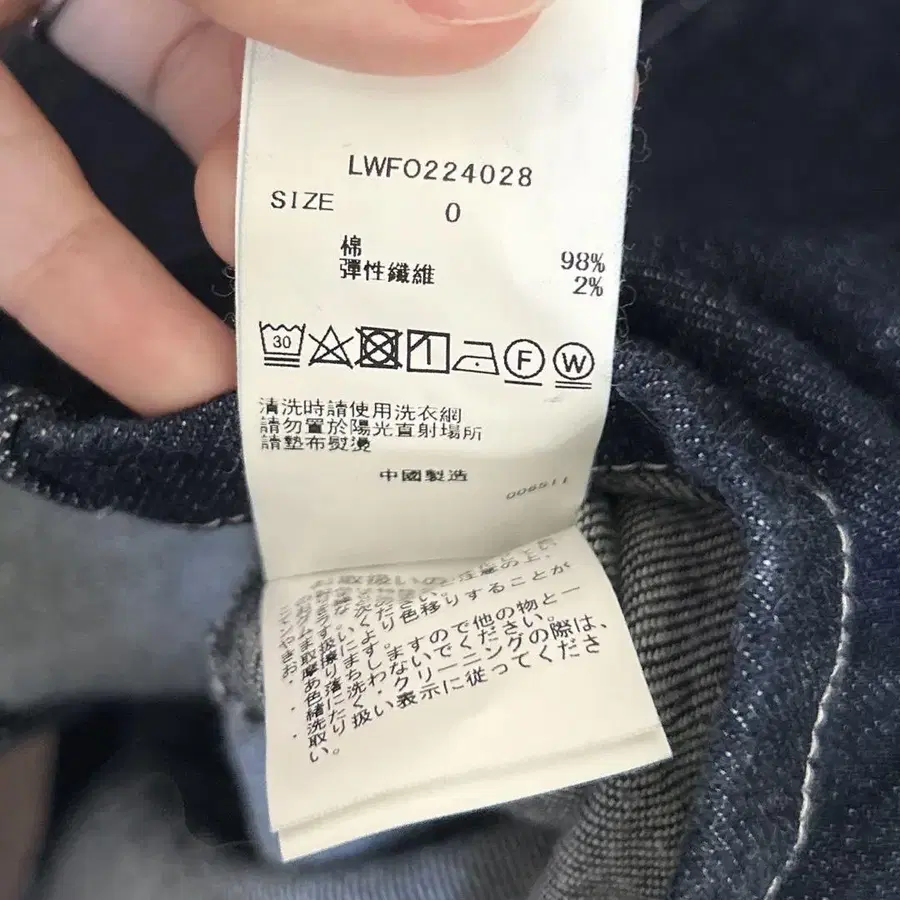 LWFO224028
SIZE 0
棉 98%
彈性纖維 2%
30
F W
清洗時請使用洗衣網
請勿置於陽光直射場所
請墊布熨燙
中國製造
006511
お取扱いの
色移りすることが
ますので他の物と一
緒に洗わないでください。
洗たく・クリーニングの際は、
取り扱い表示に従ってくださ
い。